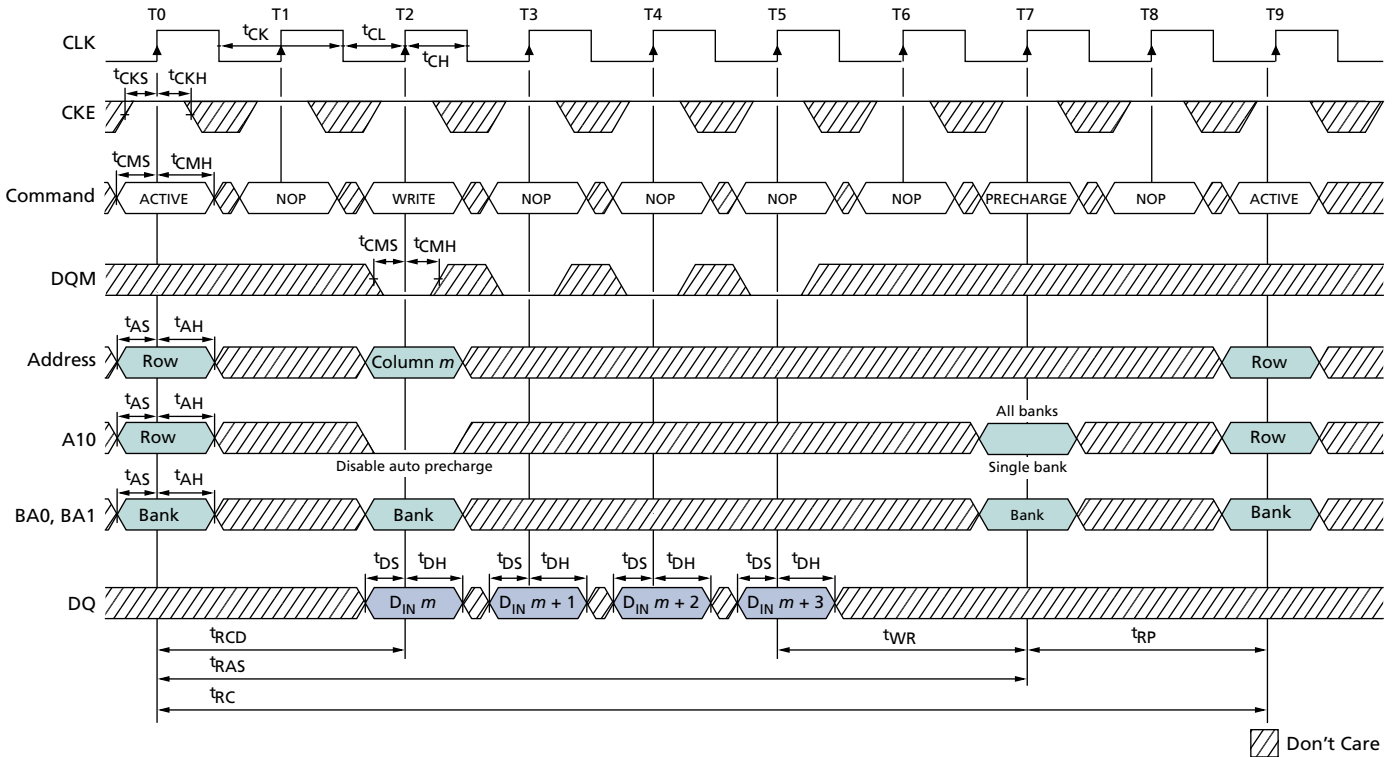 T0 T1 T2 T3 T4 T5 T6 T7 T8 T9
CLK
tCK tCL
tCH
tCKS tCKH
CKE
tCMS tCMH
Command ACTIVE NOP WRITE NOP NOP NOP NOP PRECHARGE NOP ACTIVE
tCMS tCMH
DQM
tAS tAH
Address Row Column m Row
tAS tAH
All banks
A10 Row Row
Disable auto precharge Single bank
tAS tAH
BA0, BA1 Bank Bank Bank Bank
tDS tDH tDS tDH tDS tDH tDS tDH
DQ DIN m DIN m + 1 DIN m + 2 DIN m + 3
tRCD tWR tRP
tRAS
tRC
Don't Care